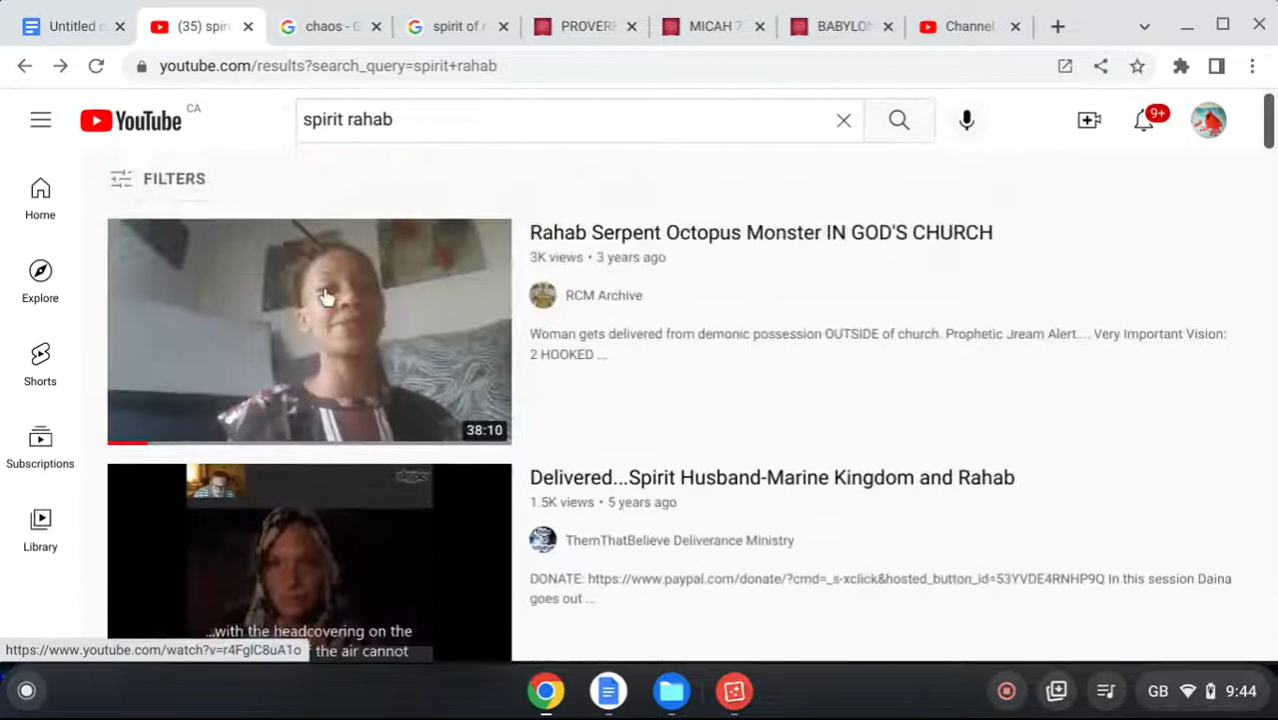 Untitled
(35) spiri
chaos - G
spirit of r
PROVERE
MICAH 7
BABYLON
Channel
youtube.com/results?search_query=spirit+rahab
YouTube CA
spirit rahab
9+
FILTERS
Home
Explore
Shorts
Subscriptions
Library
38:10
Rahab Serpent Octopus Monster IN GOD'S CHURCH
3K views • 3 years ago
RCM Archive
Woman gets delivered from demonic possession OUTSIDE of church. Prophetic Dream Alert.... Very Important Vision:
2 HOOKED ...
...with the headcovering on the
f the air cannot
Delivered...Spirit Husband-Marine Kingdom and Rahab
1.5K views • 5 years ago
ThemThatBelieve Deliverance Ministry
DONATE: https://www.paypal.com/donate/?cmd=_s-xclick&hosted_button_id=53YVDE4RNHP9Q In this session Daina
goes out ...
https://www.youtube.com/watch?v=r4FglC8uA1o
GB 9:44